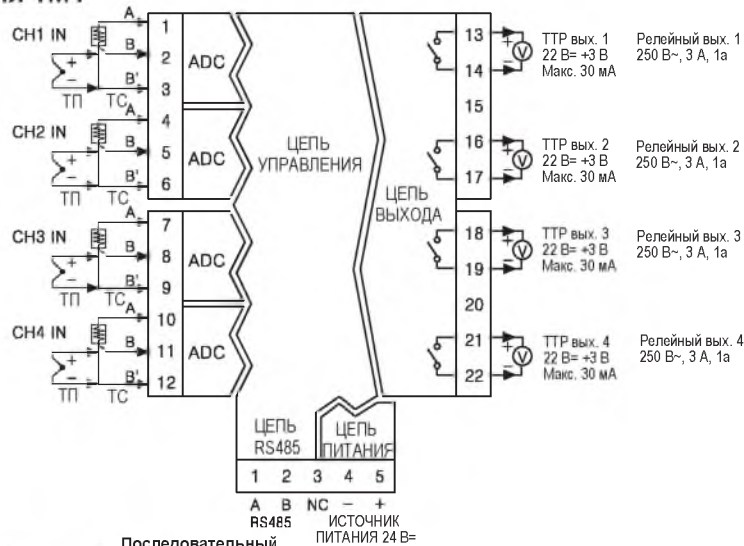 CH1 IN
A
B
B'
+
−
ТП
ТС
1
2
3
ADC
CH2 IN
A
B
B'
+
−
ТП
ТС
4
5
6
ADC
CH3 IN
A
B
B'
+
−
ТП
ТС
7
8
9
ADC
CH4 IN
A
B
B'
+
−
ТП
ТС
10
11
12
ADC
ЦЕПЬ
УПРАВЛЕНИЯ
ЦЕПЬ
ВЫХОДА
13
14
15
16
17
18
19
20
21
22
+
V
−
ТТР вых. 1
22 В= +3 В
Макс. 30 мА
Релейный вых. 1
250 В~, 3 А, 1а
+
V
−
ТТР вых. 2
22 В= +3 В
Макс. 30 мА
Релейный вых. 2
250 В~, 3 А, 1а
+
V
−
ТТР вых. 3
22 В= +3 В
Макс. 30 мА
Релейный вых. 3
250 В~, 3 А, 1а
+
V
−
ТТР вых. 4
22 В= +3 В
Макс. 30 мА
Релейный вых. 4
250 В~, 3 А, 1а
ЦЕПЬ
RS485
ЦЕПЬ
ПИТАНИЯ
1 2 3 4 5
A B NC − +
RS485
ИСТОЧНИК
ПИТАНИЯ 24 В=
Последовательный